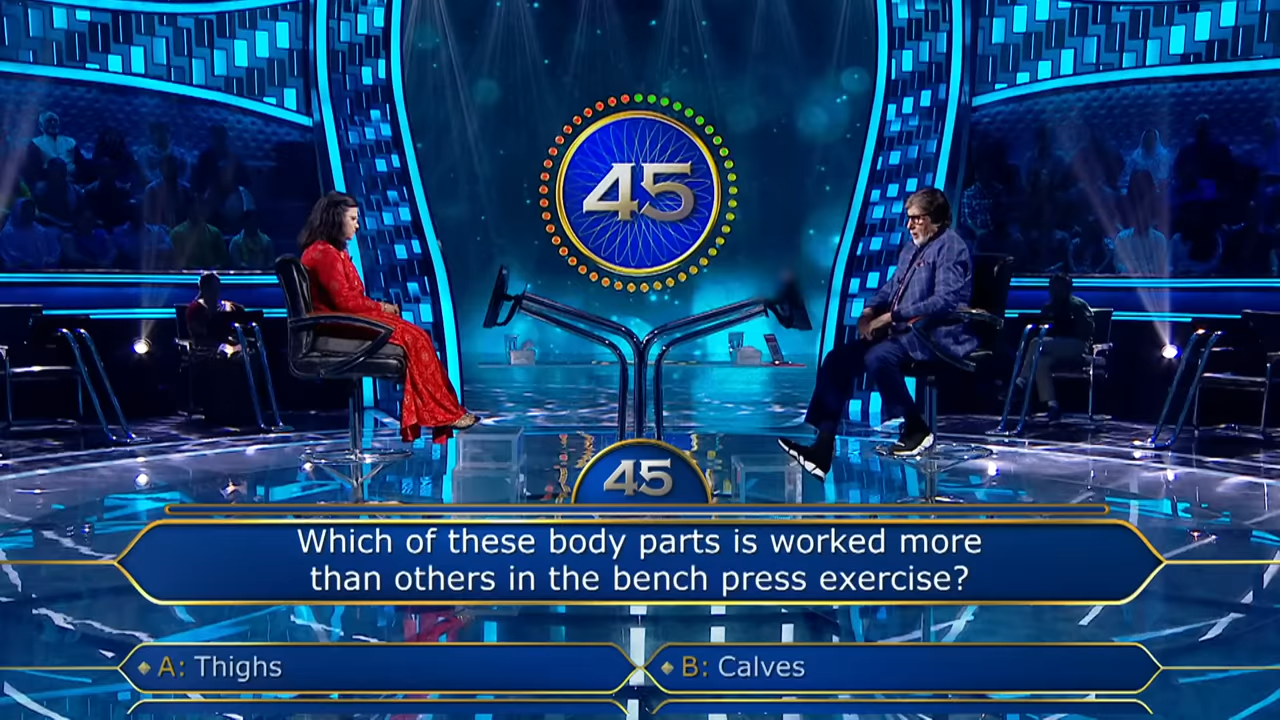 45
45
Which of these body parts is worked more
than others in the bench press exercise?
A: Thighs
B: Calves